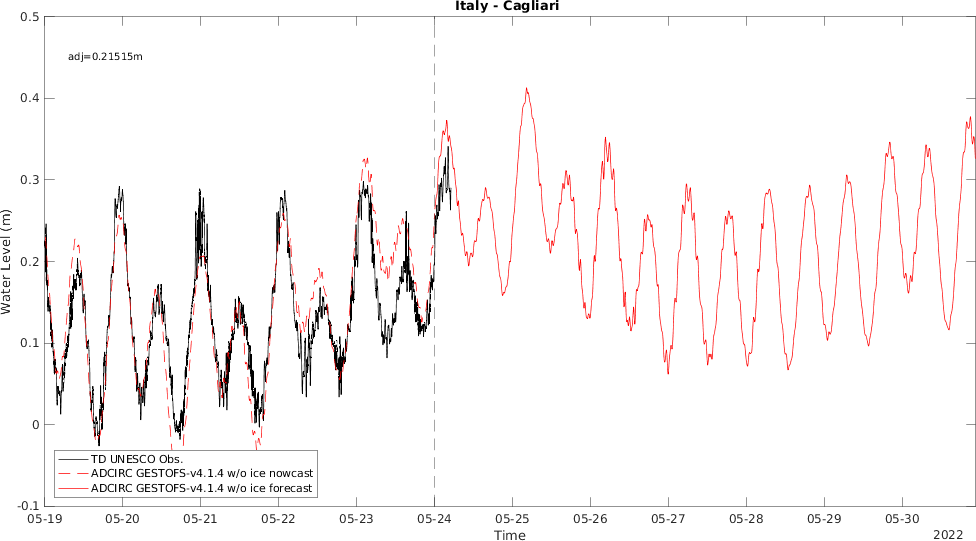 Italy - Cagliari
0.5
adj=0.21515m
0.4
0.3
0.2
0.1
0
-0.1
Water Level (m)
TD UNESCO Obs.
ADCIRC GESTOFS-v4.1.4 w/o ice nowcast
ADCIRC GESTOFS-v4.1.4 w/o ice forecast
05-19 05-20 05-21 05-22 05-23 05-24 05-25 05-26 05-27 05-28 05-29 05-30
Time
2022